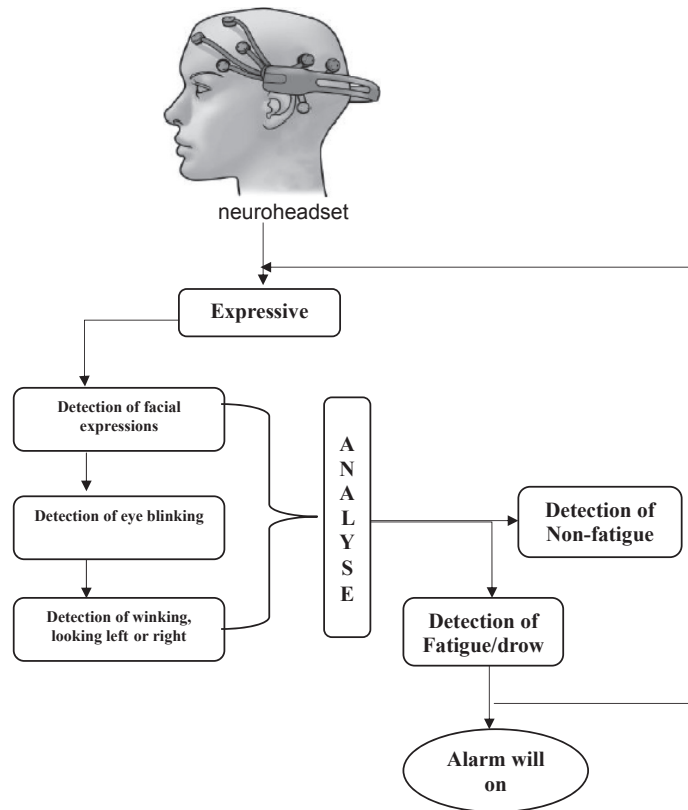 neuroheadset
Expressive
Detection of facial
expressions
Detection of eye blinking
Detection of winking,
looking left or right
A
N
A
L
Y
S
E
Detection of
Non-fatigue
Detection of
Fatigue/drow
Alarm will
on